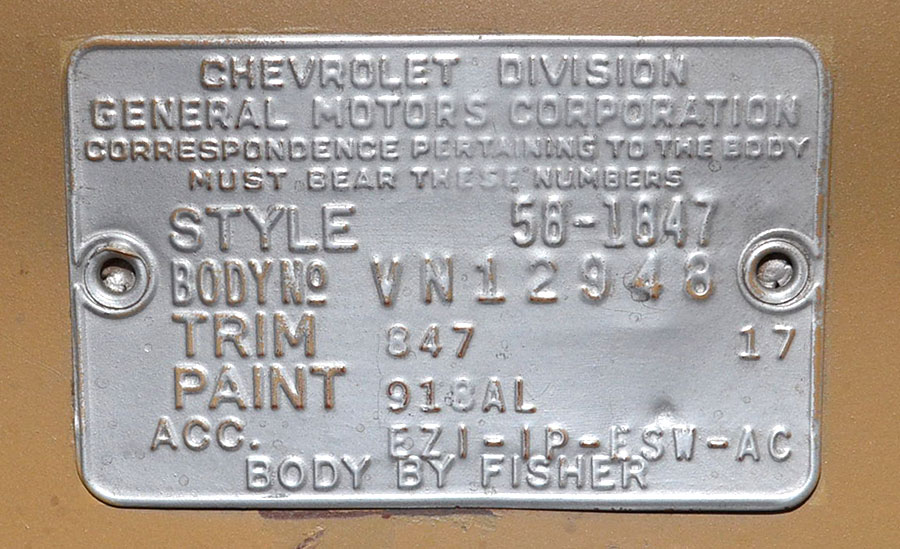 CHEVROLET DIVISION
GENERAL MOTORS CORPORATION
CORRESPONDENCE PERTAINING TO THE BODY
MUST BEAR THESE NUMBERS
STYLE 58-1847
BODY NO VN12948
TRIM 847 17
PAINT 918AL
ACC. EZI-IP-ESW-AC
BODY BY FISHER